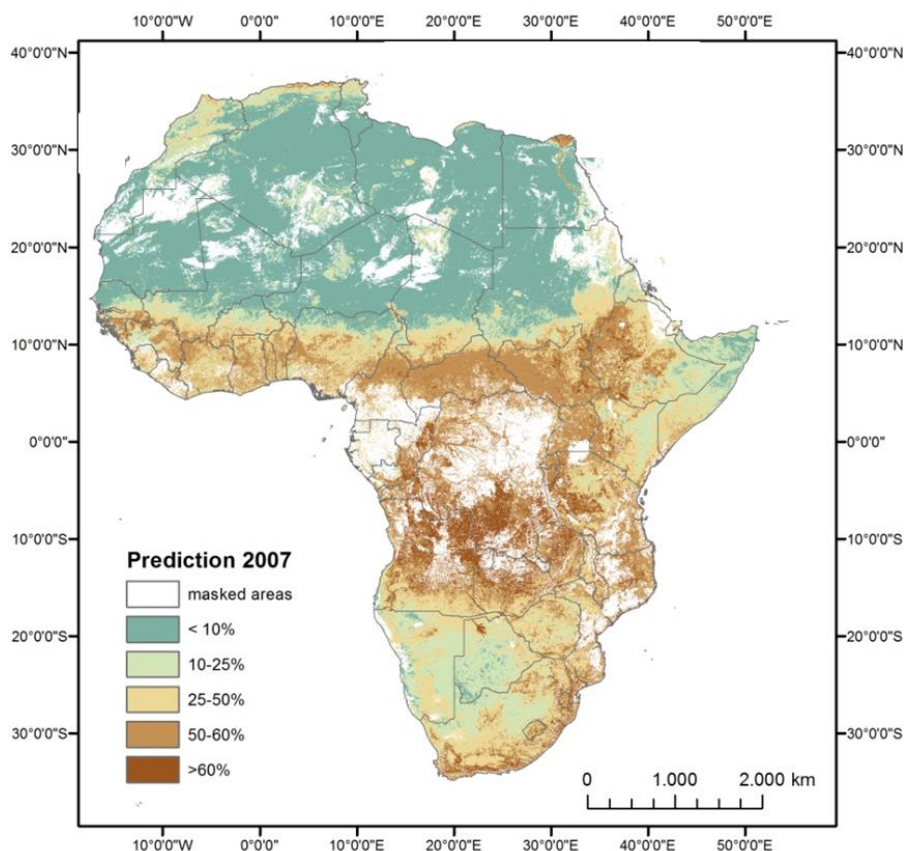 10°0'0"W 0°0'0"E 10°0'0"E 20°0'0"E 30°0'0"E 40°0'0"E 50°0'0"E
40°0'0"N 40°0'0"N
30°0'0"N 30°0'0"N
20°0'0"N 20°0'0"N
10°0'0"N 10°0'0"N
0°0'0" 0°0'0"
10°0'0"S 10°0'0"S
Prediction 2007
masked areas
< 10%
20°0'0"S 20°0'0"S
10-25%
25-50%
50-60%
30°0'0"S 30°0'0"S
>60%
0 1.000 2.000 km
10°0'0"W 0°0'0"E 10°0'0"E 20°0'0"E 30°0'0"E 40°0'0"E 50°0'0"E